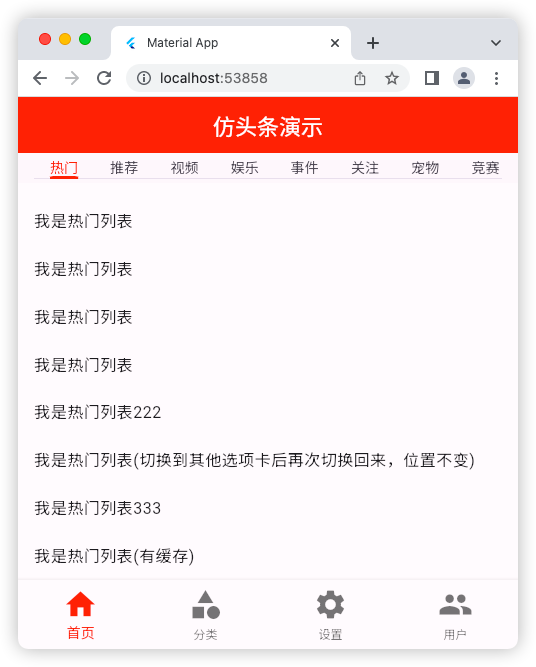 Material App
localhost:53858
仿头条演示
热门 推荐 视频 娱乐 事件 关注 宠物 竞赛
我是热门列表
我是热门列表
我是热门列表
我是热门列表
我是热门列表222
我是热门列表(切换到其他选项卡后再次切换回来，位置不变)
我是热门列表333
我是热门列表(有缓存)
首页 分类 设置 用户